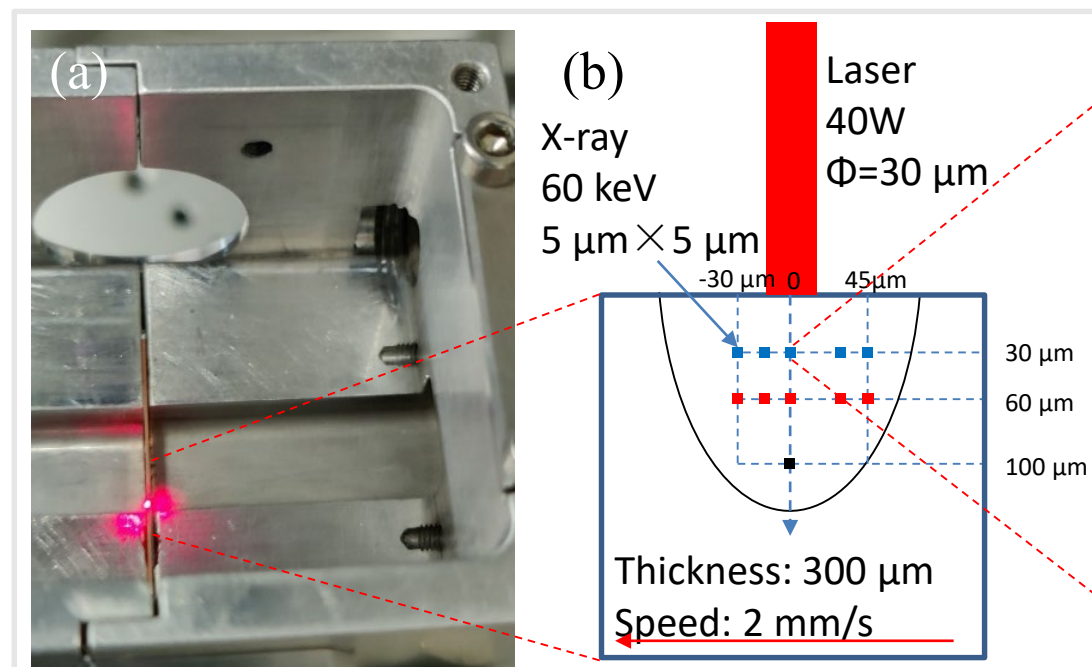 (a)
(b)
Laser
40W
Φ=30 μm
X-ray
60 keV
5 μm×5 μm
-30 μm
0
45μm
30 μm
60 μm
100 μm
Thickness: 300 μm
Speed: 2 mm/s